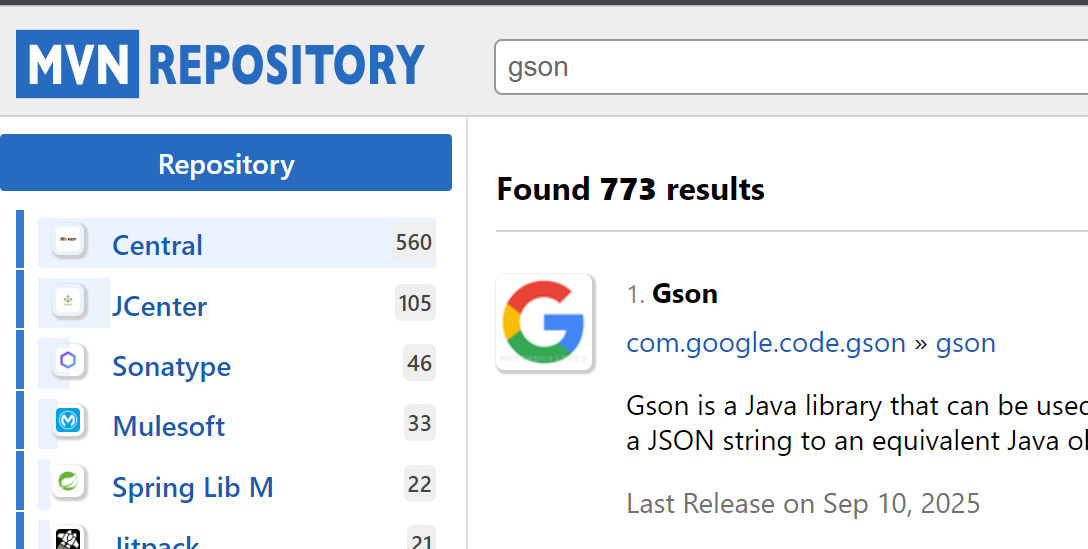 MVN REPOSITORY
gson
Repository
Central 560
JCenter 105
Sonatype 46
Mulesoft 33
Spring Lib M 22
Jitpack 21
Found 773 results
1. Gson
com.google.code.gson » gson
Gson is a Java library that can be used
a JSON string to an equivalent Java ob
Last Release on Sep 10, 2025